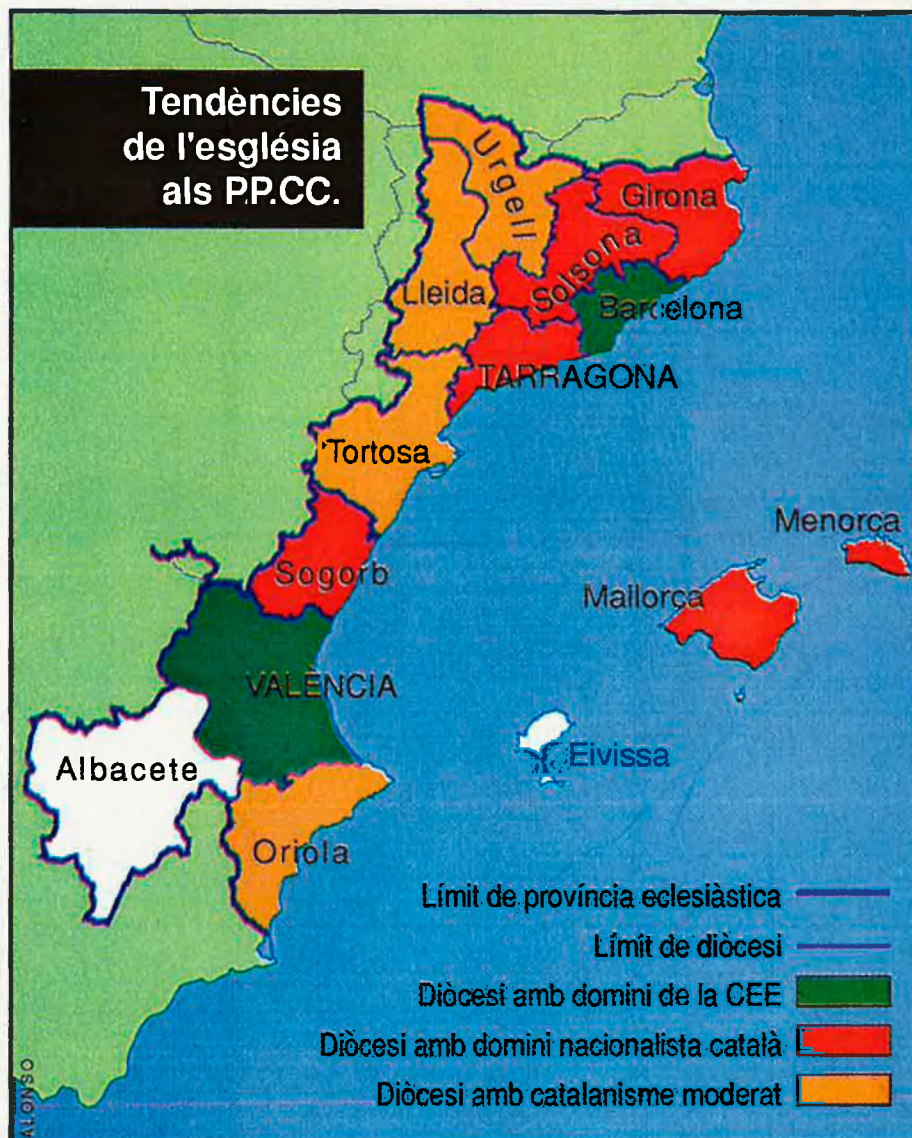 Tendències
de l'església
als P.P.CC.
Urgell
Girona
Solsona
Lleida
Barcelona
TARRAGONA
Tortosa
Menorca
Sogorb
Mallorca
VALÈNCIA
Eivissa
Albacete
Oriola
Límit de província eclesiàstica
Límit de diòcesi
Diòcesi amb domini de la CEE
Diòcesi amb domini nacionalista català
Diòcesi amb catalanisme moderat
ALONSO